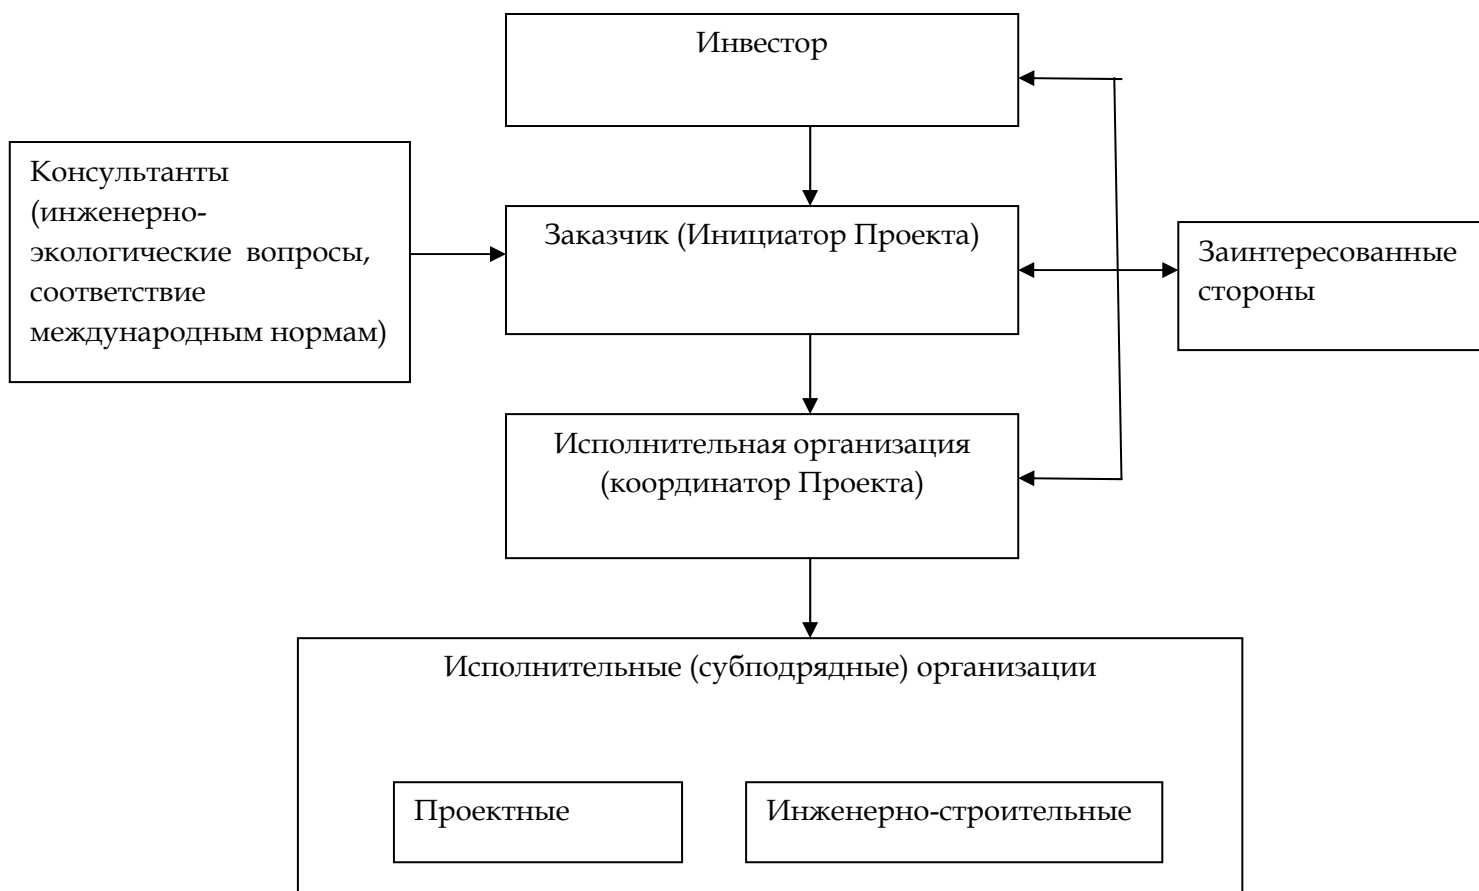 Инвестор
Консультанты
(инженерно-
экологические вопросы,
соответствие
международным нормам)
Заказчик (Инициатор Проекта)
Заинтересованные
стороны
Исполнительная организация
(координатор Проекта)
Исполнительные (субподрядные) организации
Проектные
Инженерно-строительные